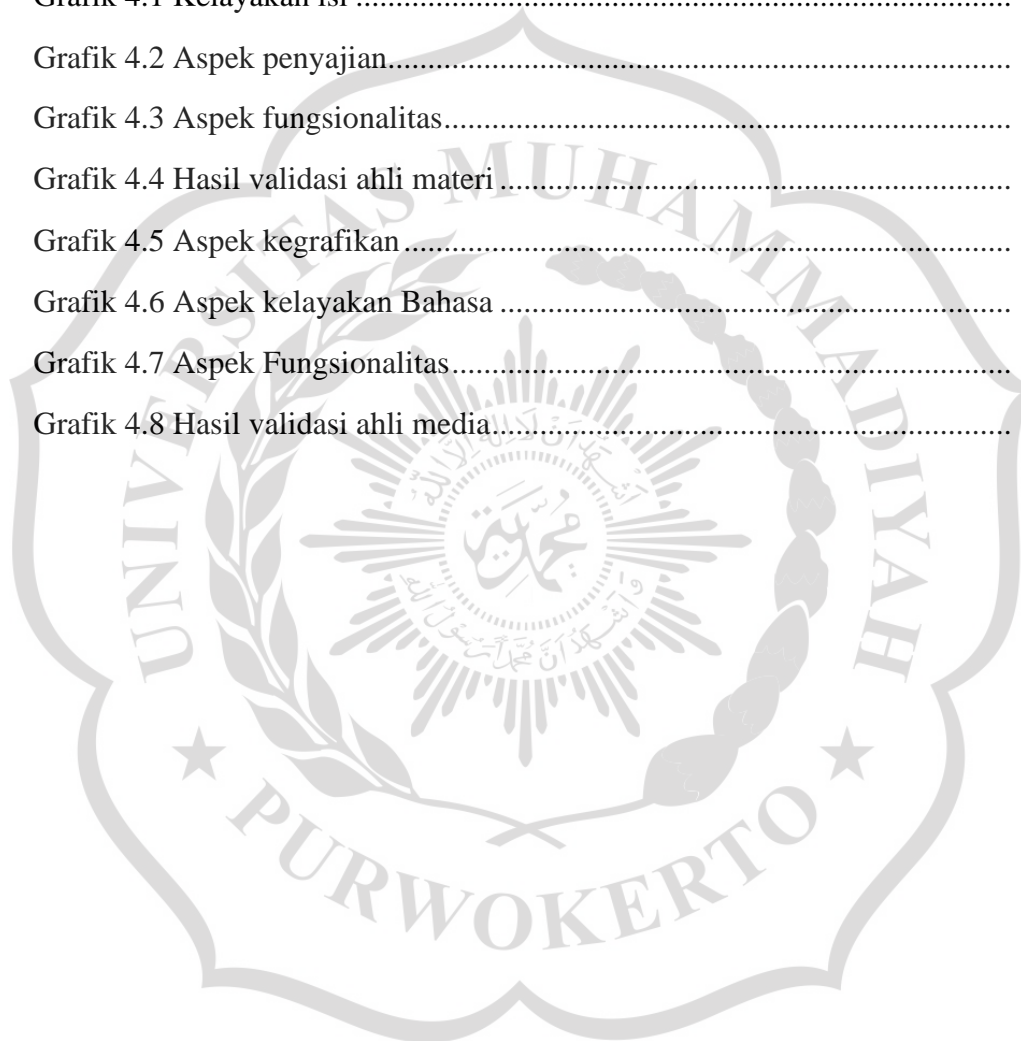 Grafik 4.1 Kelayakan isi ................................................................................
Grafik 4.2 Aspek penyajian............................................................................
Grafik 4.3 Aspek fungsionalitas.....................................................................
Grafik 4.4 Hasil validasi ahli materi ..............................................................
Grafik 4.5 Aspek kegrafikan ..........................................................................
Grafik 4.6 Aspek kelayakan Bahasa ..............................................................
Grafik 4.7 Aspek Fungsionalitas....................................................................
Grafik 4.8 Hasil validasi ahli media...............................................................
UNIVERSITAS MUHAMMADIYAH
PURWOKERTO